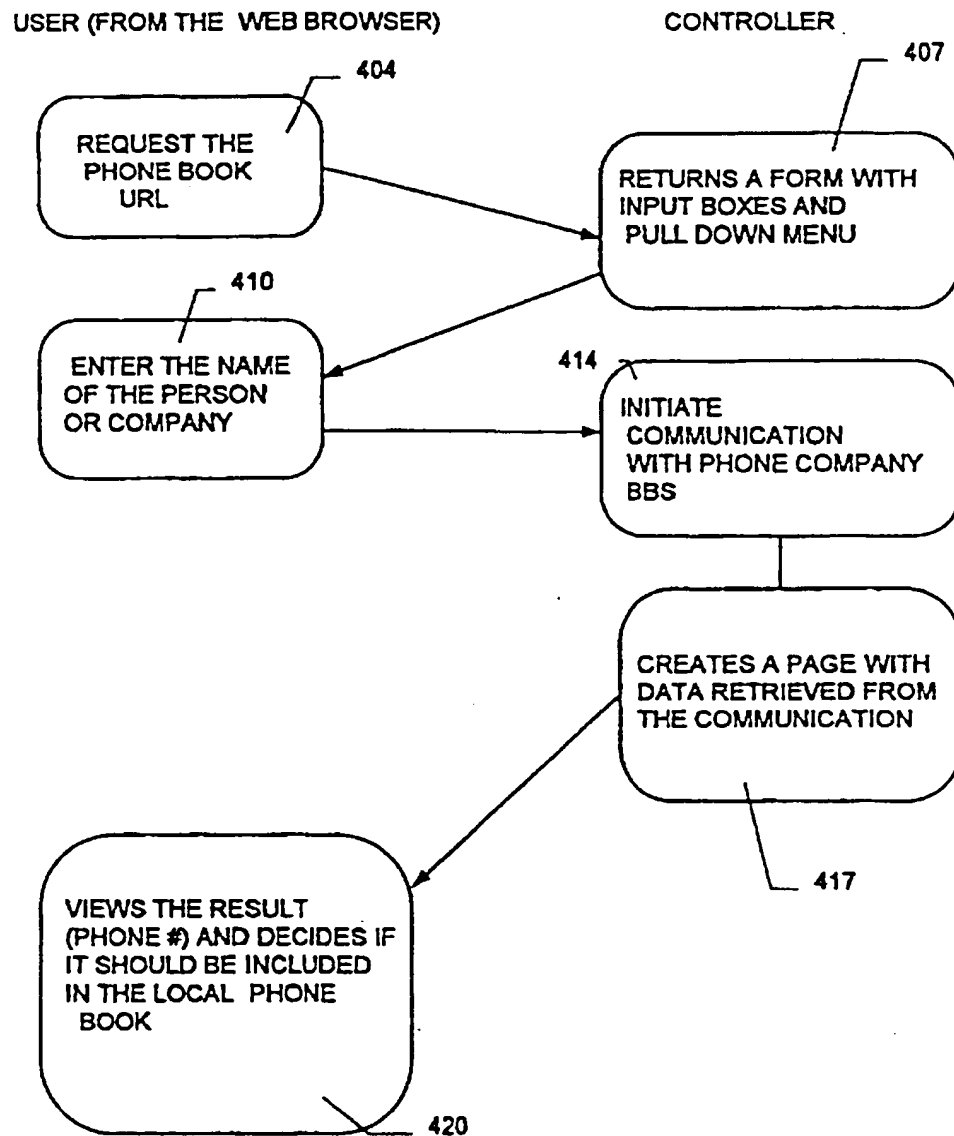 USER (FROM THE WEB BROWSER)
CONTROLLER
404
407
REQUEST THE
PHONE BOOK
URL
RETURNS A FORM WITH
INPUT BOXES AND
PULL DOWN MENU
410
ENTER THE NAME
OF THE PERSON
OR COMPANY
414
INITIATE
COMMUNICATION
WITH PHONE COMPANY
BBS
CREATES A PAGE WITH
DATA RETRIEVED FROM
THE COMMUNICATION
417
VIEWS THE RESULT
(PHONE #) AND DECIDES IF
IT SHOULD BE INCLUDED
IN THE LOCAL PHONE
BOOK
420